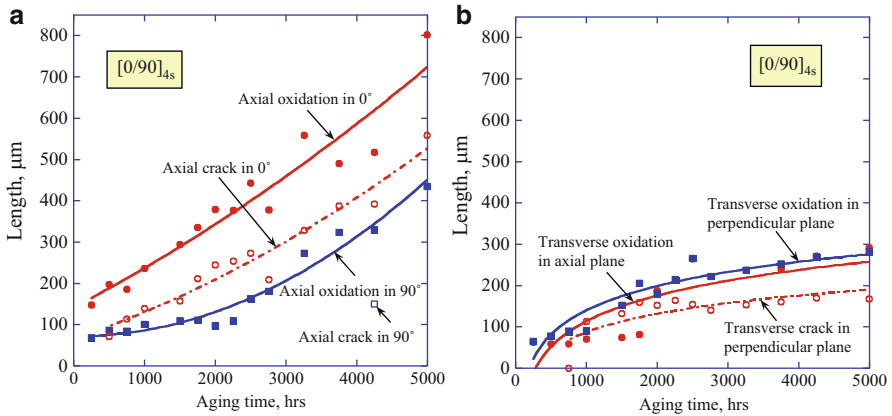 a
[0/90]4s
Axial oxidation in 0˚
Axial crack in 0˚
Axial oxidation in 90˚
Axial crack in 90˚
Length, μm
800
700
600
500
400
300
200
100
0
0 1000 2000 3000 4000 5000
Aging time, hrs
b
[0/90]4s
Transverse oxidation in
perpendicular plane
Transverse oxidation
in axial plane
Transverse crack in
perpendicular plane
Length, μm
800
700
600
500
400
300
200
100
0
0 1000 2000 3000 4000 5000
Aging time, hrs